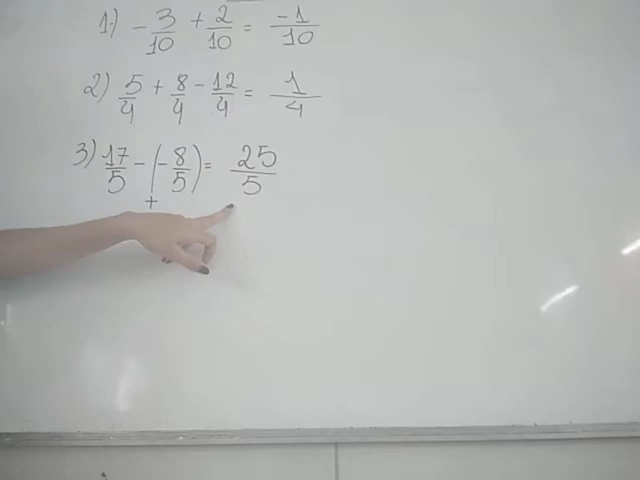 1.) - 3/10 + 2/10 = -1/10
2) 5/4 + 8/4 - 12/4 = 1/4
3) 17/5 - (- 8/5) = 25/5
+